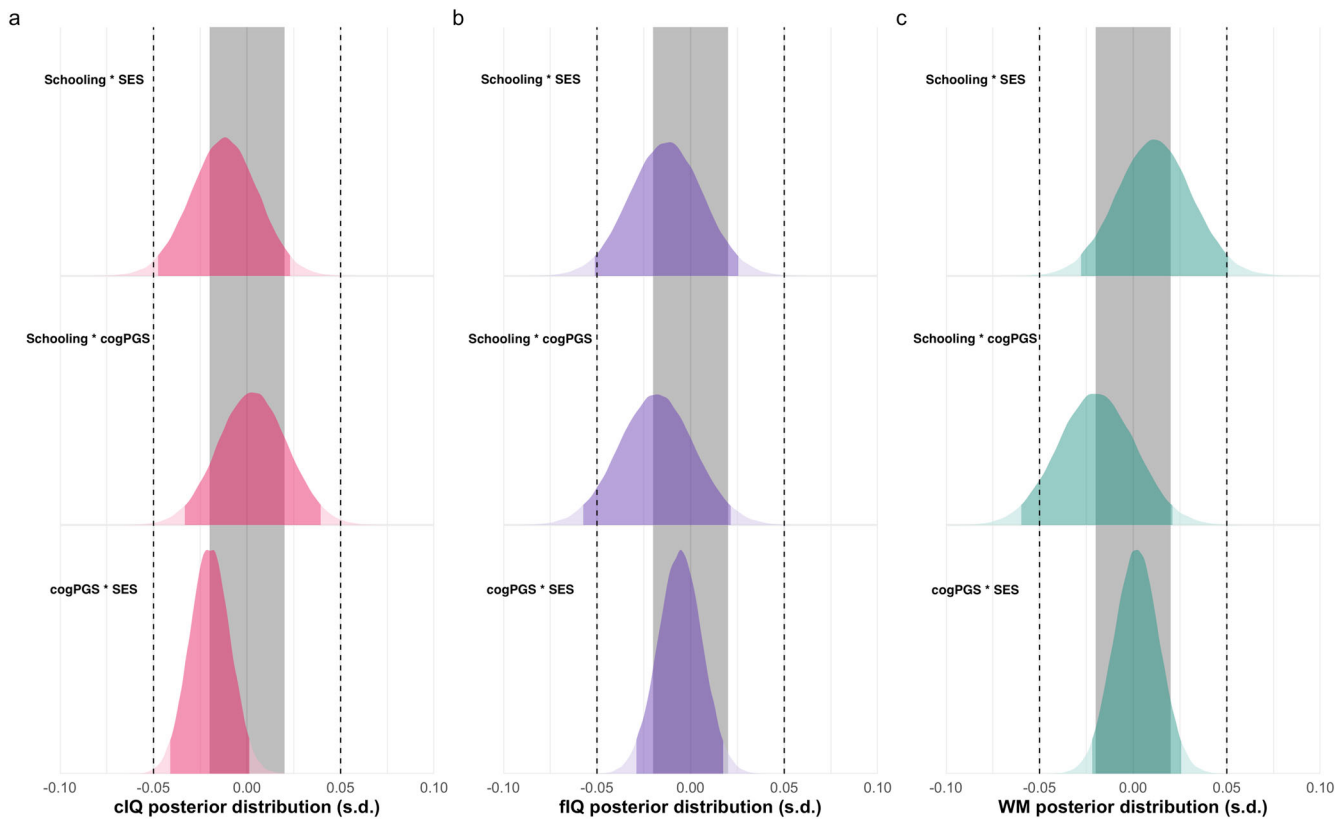 a
Schooling * SES
Schooling * cogPGS
cogPGS * SES
-0.10 -0.05 0.00 0.05 0.10
cIQ posterior distribution (s.d.)
b
Schooling * SES
Schooling * cogPGS
cogPGS * SES
-0.10 -0.05 0.00 0.05 0.10
fIQ posterior distribution (s.d.)
c
Schooling * SES
Schooling * cogPGS
cogPGS * SES
-0.10 -0.05 0.00 0.05 0.10
WM posterior distribution (s.d.)